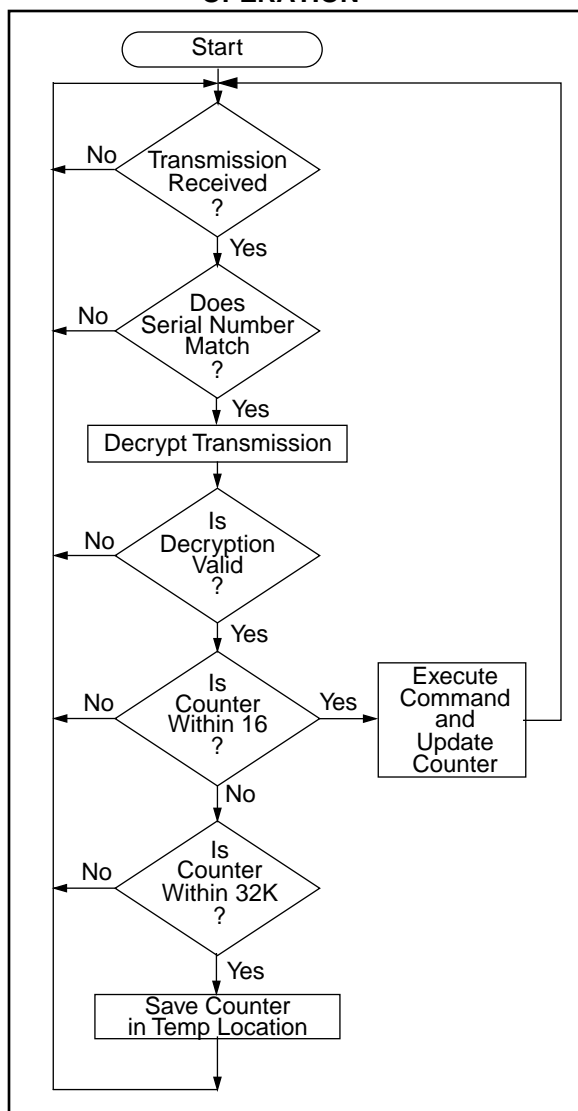 OPERATION
Start
No
Transmission
Received
?
Yes
No
Does
Serial Number
Match
?
Yes
Decrypt Transmission
No
Is
Decryption
Valid
?
Yes
No
Is
Counter
Within 16
?
Yes
Execute
Command
and
Update
Counter
No
No
Is
Counter
Within 32K
?
Yes
Save Counter
in Temp Location